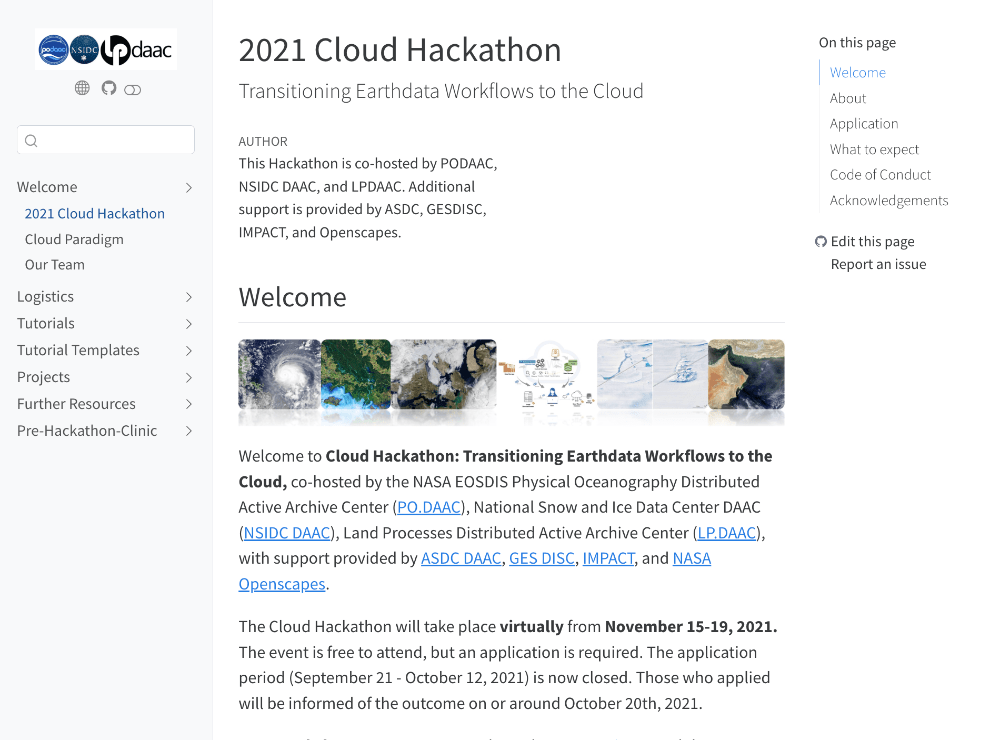 po.daac NSIDC lpdaac
Welcome
2021 Cloud Hackathon
Cloud Paradigm
Our Team
Logistics
Tutorials
Tutorial Templates
Projects
Further Resources
Pre-Hackathon-Clinic
2021 Cloud Hackathon
Transitioning Earthdata Workflows to the Cloud
AUTHOR
This Hackathon is co-hosted by PODAAC,
NSIDC DAAC, and LPDAAC. Additional
support is provided by ASDC, GESDISC,
IMPACT, and Openscapes.
Welcome
Welcome to Cloud Hackathon: Transitioning Earthdata Workflows to the
Cloud, co-hosted by the NASA EOSDIS Physical Oceanography Distributed
Active Archive Center (PO.DAAC), National Snow and Ice Data Center DAAC
(NSIDC DAAC), Land Processes Distributed Active Archive Center (LP.DAAC),
with support provided by ASDC DAAC, GES DISC, IMPACT, and NASA
Openscapes.
The Cloud Hackathon will take place virtually from November 15-19, 2021.
The event is free to attend, but an application is required. The application
period (September 21 - October 12, 2021) is now closed. Those who applied
will be informed of the outcome on or around October 20th, 2021.
On this page
Welcome
About
Application
What to expect
Code of Conduct
Acknowledgements
Edit this page
Report an issue